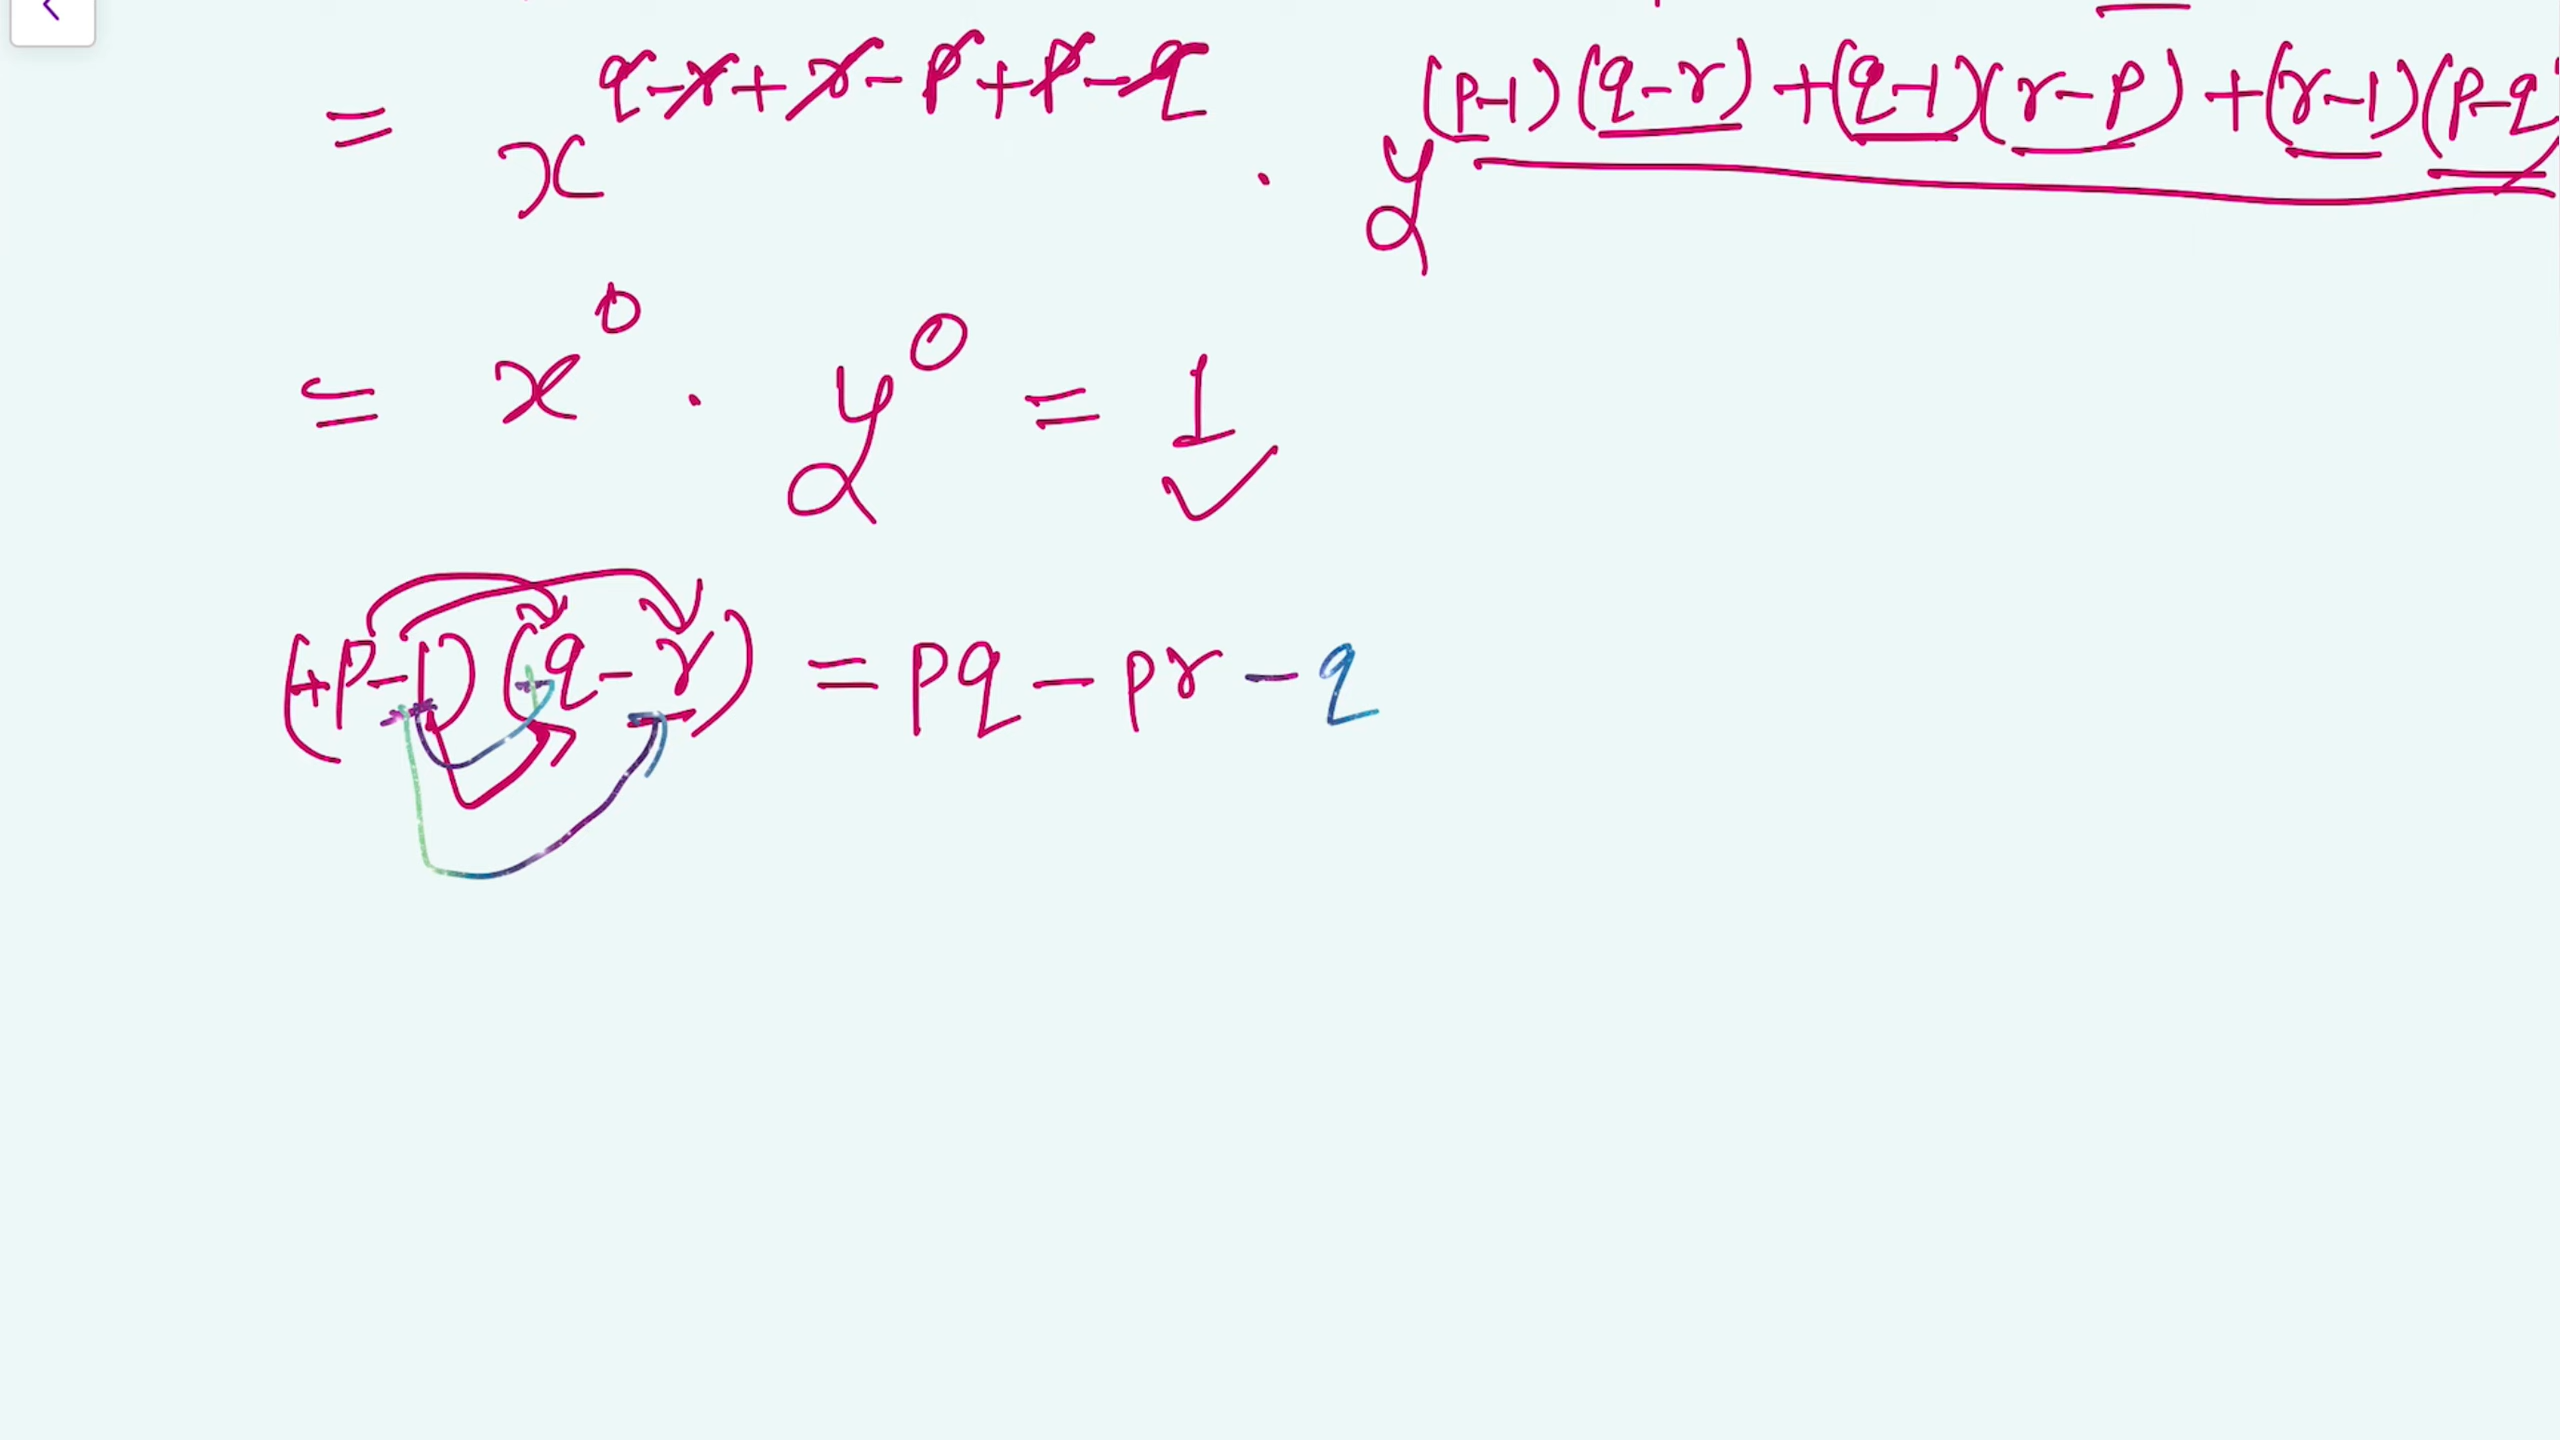 = x^{q-r+r-p+p-q} · y^{(p-1)(q-r)+(q-1)(r-p)+(r-1)(p-q)}
= x^0 · y^0 = 1 ✓
(+p-1)(+q-r) = pq - pr - q